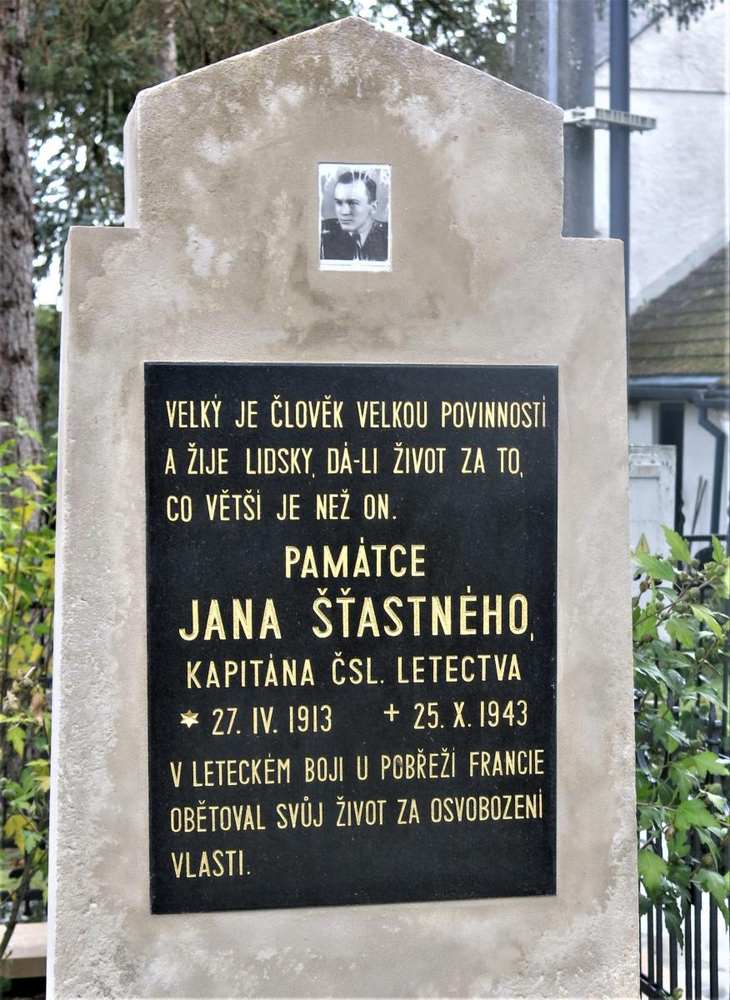 VELKÝ JE ČLOVĚK VELKOU POVINNOSTÍ
A ŽIJE LIDSKY, DÁ-LI ŽIVOT ZA TO,
CO VĚTŠÍ JE NEŽ ON.
PAMÁTCE
JANA ŠŤASTNÉHO,
KAPITÁNA ČSL. LETECTVA
* 27. IV. 1913 + 25. X. 1943
V LETECKÉM BOJI U POBŘEŽÍ FRANCIE
OBĚTOVAL SVŮJ ŽIVOT ZA OSVOBOZENÍ
VLASTI.